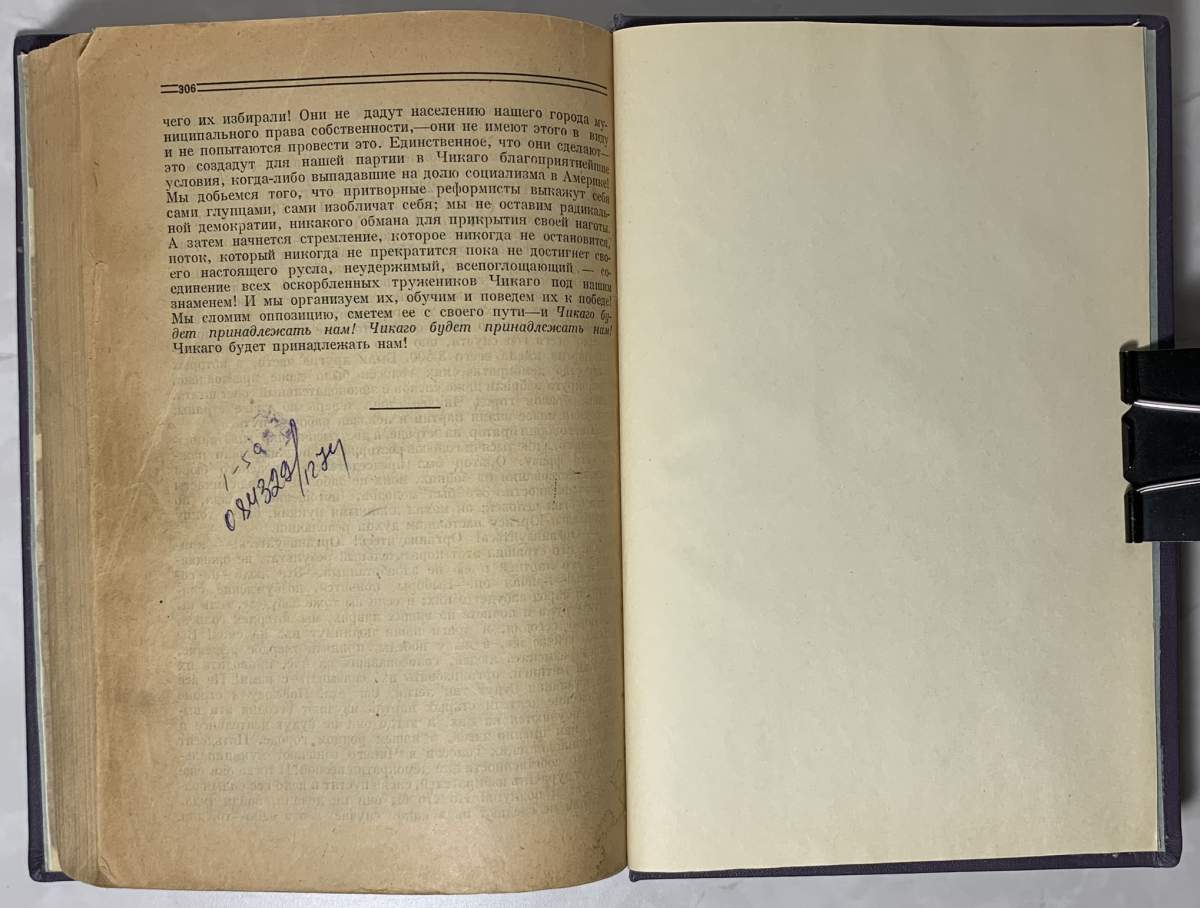 306
чего их избирали! Они не дадут населению нашего города му-
ниципального права собственности,—они не имеют этого в виду
и не попытаются провести это. Единственное, что они сделают—
это создадут для нашей партии в Чикаго благоприятнейшие
условия, когда-либо выпадавшие на долю социализма в Америке!
Мы добьемся того, что притворные реформисты выкажут себя
сами глупцами, сами изобличат себя; мы не оставим радикаль-
ной демократии, никакого обмана для прикрытия своей наготы.
А затем начнется стремление, которое никогда не остановится,
поток, который никогда не прекратится пока не достигнет сво-
его настоящего русла, неудержимый, всепоглощающий — со-
единение всех оскорбленных тружеников Чикаго под нашим
знаменем! И мы организуем их, обучим и поведем их к победе!
Мы сломим оппозицию, сметем ее с своего пути—и Чикаго бу-
дет принадлежать нам! Чикаго будет принадлежать нам!
Чикаго будет принадлежать нам!